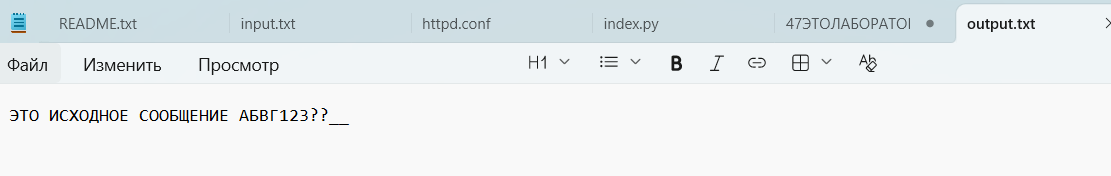 README.txt input.txt httpd.conf index.py 47ЭТОЛАБОРАТОІ output.txt
Файл Изменить Просмотр H1 B I
ЭТО ИСХОДНОЕ СООБЩЕНИЕ АБВГ123??__